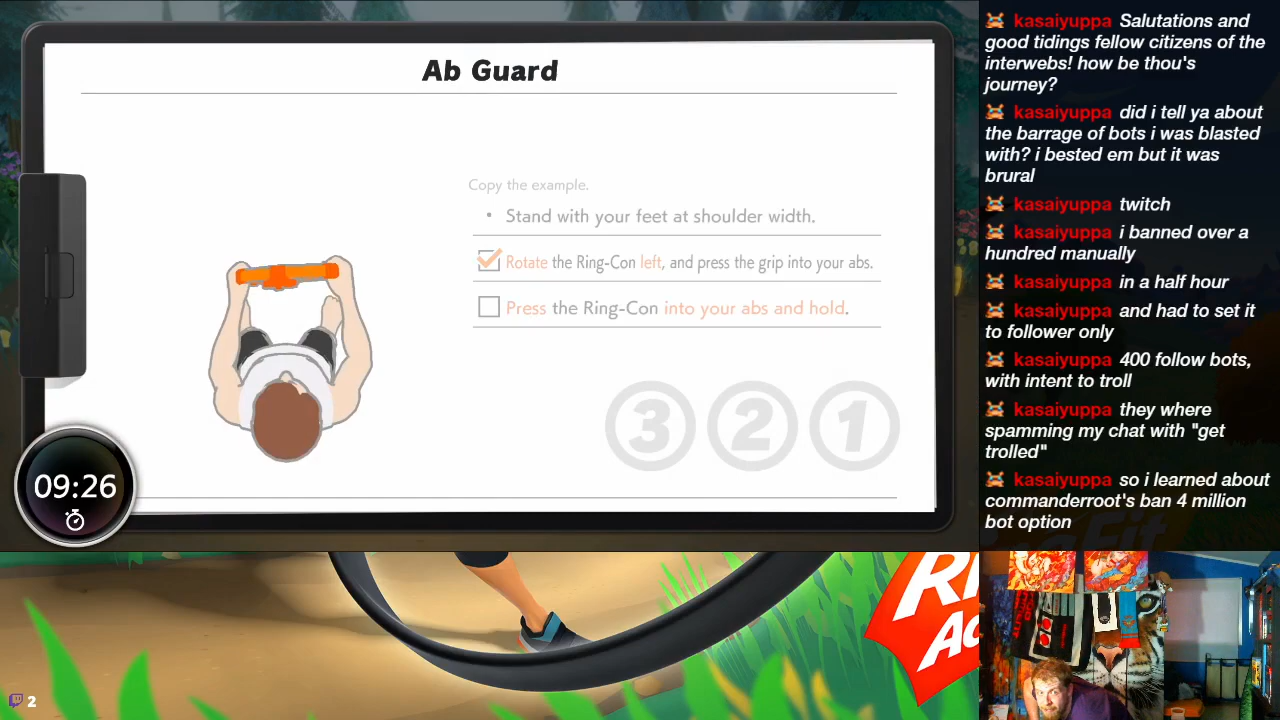 Ab Guard
Copy the example.
• Stand with your feet at shoulder width.
Rotate the Ring-Con left, and press the grip into your abs.
Press the Ring-Con into your abs and hold.
3 2 1
09:26
2
kasaiyuppa Salutations and
good tidings fellow citizens of the
interwebs! how be thou's
journey?
kasaiyuppa did i tell ya about
the barrage of bots i was blasted
with? i bested em but it was
brural
kasaiyuppa twitch
kasaiyuppa i banned over a
hundred manually
kasaiyuppa in a half hour
kasaiyuppa and had to set it
to follower only
kasaiyuppa 400 follow bots,
with intent to troll
kasaiyuppa they where
spamming my chat with "get
trolled"
kasaiyuppa so i learned about
commanderroot's ban 4 million
bot option